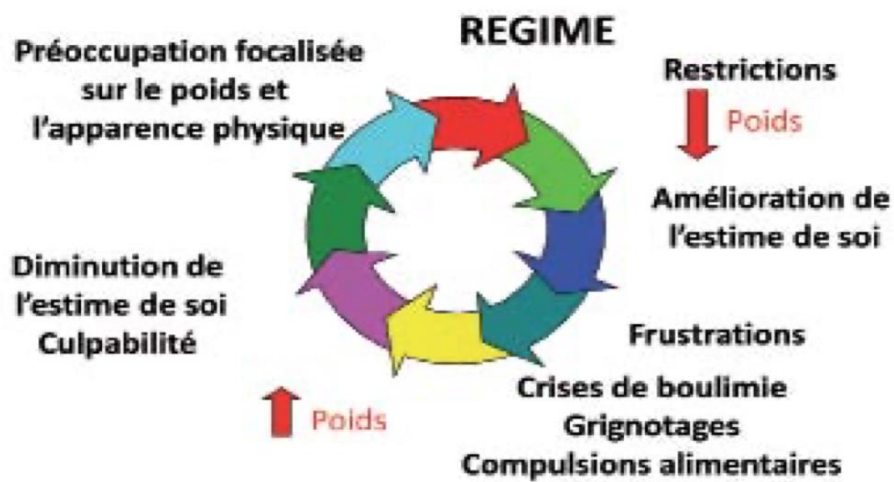 REGIME
Restrictions
Poids
Amélioration de
l'estime de soi
Frustrations
Crises de boulimie
Grignotages
Compulsions alimentaires
Poids
Diminution de
l'estime de soi
Culpabilité
Préoccupation focalisée
sur le poids et
l'apparence physique